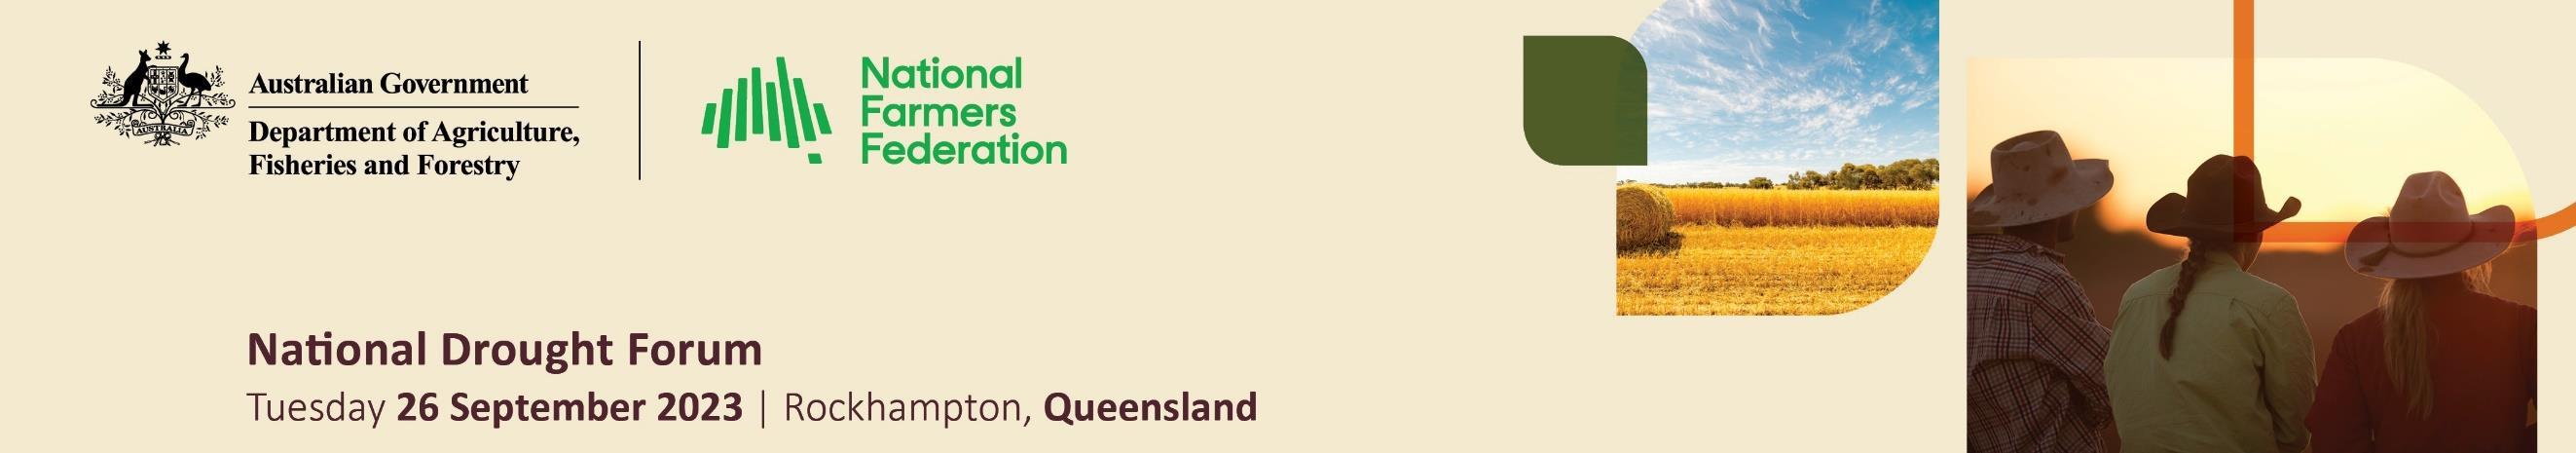 Australian Government
Department of Agriculture,
Fisheries and Forestry
AUSTRALIA
National
Farmers
Federation
National Drought Forum
Tuesday 26 September 2023 | Rockhampton, Queensland